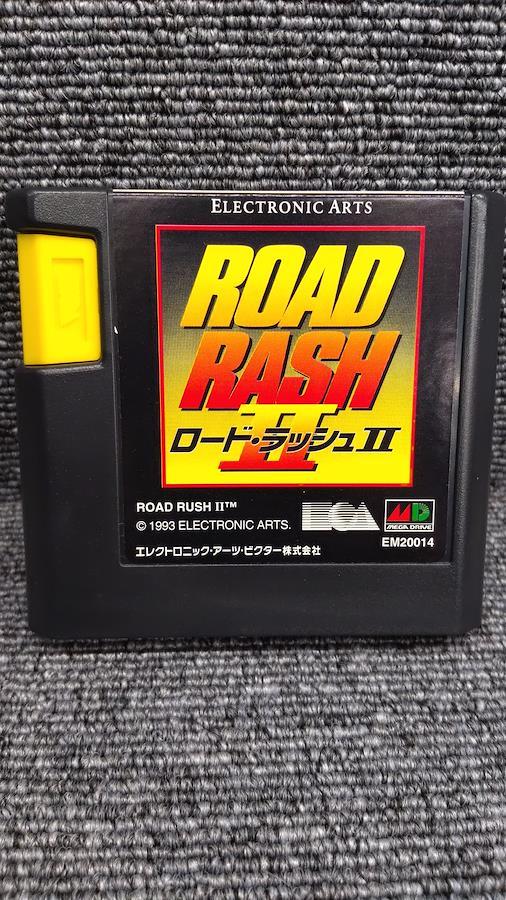 ELECTRONIC ARTS
ROAD
RASH
II
ロード・ラッシュII
ROAD RUSH II™
© 1993 ELECTRONIC ARTS.
エレクトロニック・アーツ・ビクター株式会社
MD
MEGA DRIVE
EM20014